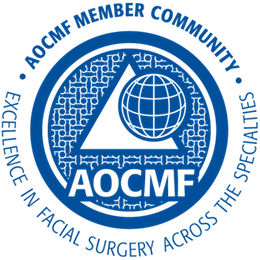 • AOCMF MEMBER COMMUNITY •
EXCELLENCE IN FACIAL SURGERY ACROSS THE SPECIALTIES
AOCMF